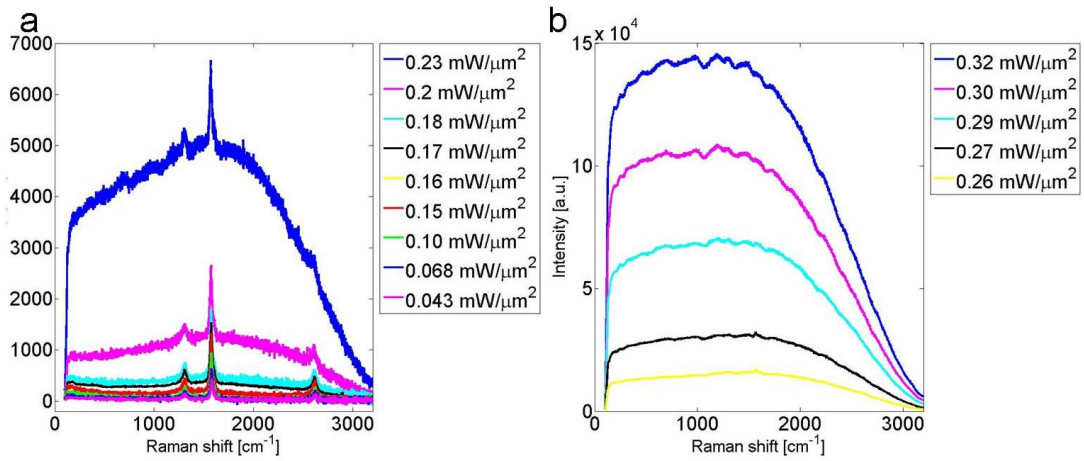 a
7000
6000
5000
4000
3000
2000
1000
0
0 1000 2000 3000
Raman shift [cm⁻¹]
0.23 mW/μm²
0.2 mW/μm²
0.18 mW/μm²
0.17 mW/μm²
0.16 mW/μm²
0.15 mW/μm²
0.10 mW/μm²
0.068 mW/μm²
0.043 mW/μm²
b
15 x 10⁴
10
5
0
Intensity [a.u.]
0 1000 2000 3000
Raman shift [cm⁻¹]
0.32 mW/μm²
0.30 mW/μm²
0.29 mW/μm²
0.27 mW/μm²
0.26 mW/μm²